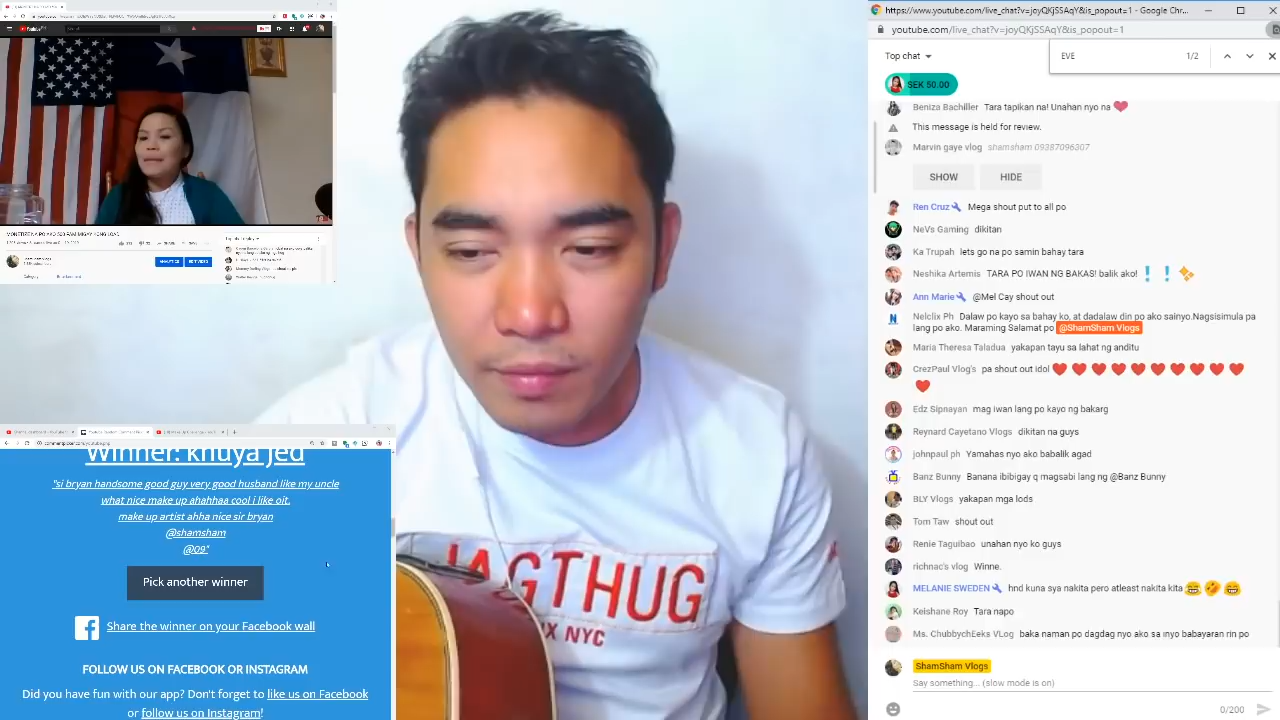 https://www.youtube.com/live_chat?v=joyQKjSSAqY&is_popout=1 - Google Chr...
youtube.com/live_chat?v=joyQKjSSAqY&is_popout=1
Top chat
EVE
1/2
SEK 50.00
Beniza Bachiller Tara tapikan na! Unahan nyo na
This message is held for review.
Marvin gaye vlog shamsham 09387096307
SHOW HIDE
Ren Cruz Mega shout put to all po
NeVs Gaming dikitan
Ka Trupah lets go na po samin bahay tara
Neshika Artemis TARA PO IWAN NG BAKAS! balik ako!
Ann Marie @Mel Cay shout out
Nelclix Ph Dalaw po kayo sa bahay ko, at dadalaw din po ako sainyo.Nagsisimula pa
lang po ako. Maraming Salamat po @ShamSham Vlogs
Maria Theresa Taladua yakapan tayu sa lahat ng anditu
CrezPaul Vlog's pa shout out idol
Edz Sipnayan mag iwan lang po kayo ng bakarg
Reynard Cayetano Vlogs dikitan na guys
johnpaul ph Yamahas nyo ako babalik agad
Banz Bunany ibibigay q magsabi lang ng @Banz Bunny
BLY Vlogs yakapan mga lods
Tom Taw shout out
Renie Taguibao unahan nyo ko guys
richnac's vlog Winne.
MELANIE SWEDEN hnd kuna sya nakita pero atleast nakita kita
Keishane Roy Tara napo
Ms. ChubbychEeks VLog baka naman po dagdag nyo ako sa inyo babayaran rin po
ShamSham Vlogs
Say something... (slow mode is on)
0/200
YouTube
ANALYTICS EDIT VIDEO
commentpicker.com/youtube.php
Winner: khuya jed
"si bryan handsome good guy very good husband like my uncle
what nice make up ahahhaa cool i like oit.
make up artist ahha nice sir bryan
@shamsham
@09"
Pick another winner
Share the winner on your Facebook wall
FOLLOW US ON FACEBOOK OR INSTAGRAM
Did you have fun with our app? Don't forget to like us on Facebook
or follow us on Instagram!
AGTHUG
X NYC